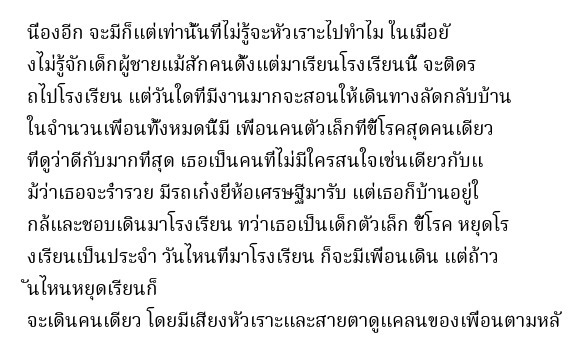 นื่องอีก จะมีก็แต่เท่านั้นที่ไม่รู้จะหัวเราะไปทำไม ในเมื่อยั
งไม่รู้จักเด็กผู้ชายแม้สักคนตั้งแต่มาเรียนโรงเรียนนี้ จะติดร
ถไปโรงเรียน แต่วันใดที่มีงานมากจะสอนให้เดินทางลัดกลับบ้าน
ในจำนวนเพื่อนทั้งหมดนี้มี เพื่อนคนตัวเล็กที่ขี้โรคสุดคนเดียว
ที่ดูว่าดีกับมากที่สุด เธอเป็นคนที่ไม่มีใครสนใจเช่นเดียวกับแ
ม้ว่าเธอจะร่ำรวย มีรถเก๋งยี่ห้อเศรษฐีมารับ แต่เธอก็บ้านอยู่ใ
กล้และชอบเดินมาโรงเรียน ทว่าเธอเป็นเด็กตัวเล็ก ขี้โรค หยุดโร
งเรียนเป็นประจำ วันไหนที่มาโรงเรียน ก็จะมีเพื่อนเดิน แต่ถ้าว
ันไหนหยุดเรียนก็
จะเดินคนเดียว โดยมีเสียงหัวเราะและสายตาดูแคลนของเพื่อนตามหลั